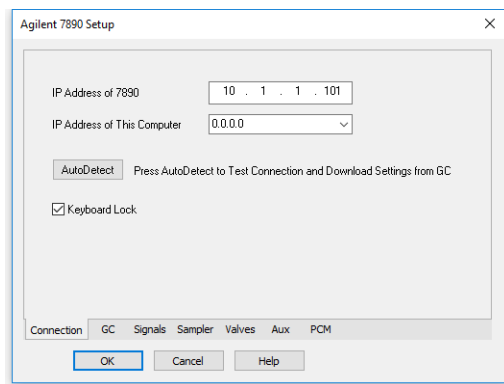 Agilent 7890 Setup
IP Address of 7890 10 . 1 . 1 . 101
IP Address of This Computer 0.0.0.0
AutoDetect Press AutoDetect to Test Connection and Download Settings from GC
Keyboard Lock
Connection GC Signals Sampler Valves Aux PCM
OK Cancel Help